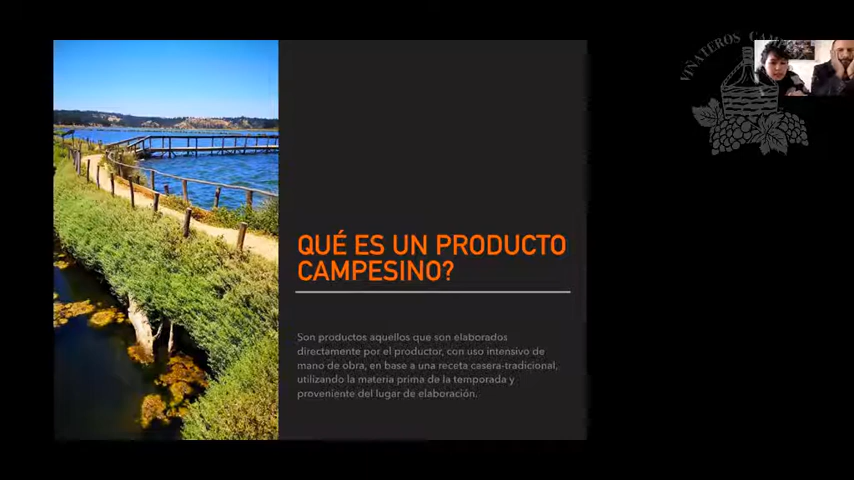 VIÑATEROS
QUÉ ES UN PRODUCTO
CAMPESINO?
Son productos aquellos que son elaborados
directamente por el productor, con uso intensivo de
mano de obra, en base a una receta casera-tradicional,
utilizando la materia prima de la temporada y
proveniente del lugar de elaboración.